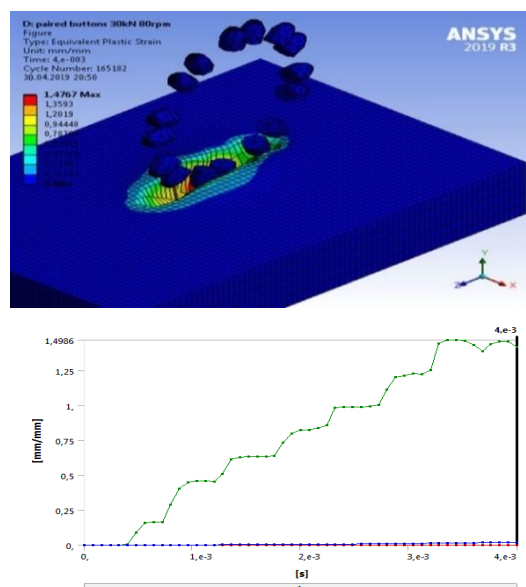 D: paired buttons 30kN 80rpm
Figure
Type: Equivalent Plastic Strain
Unit: mm/mm
Time: 4,e-003
Cycle Number: 165182
30.04.2019 20:50
ANSYS
2019 R3
1,4767 Max
1,3593
1,2019
0,94448
Y
Z
X
4,e-3
1,4986
1,25
1,
0,75
0,5
0,25
0,
[mm/mm]
0,
1,e-3
2,e-3
3,e-3
4,e-3
[s]